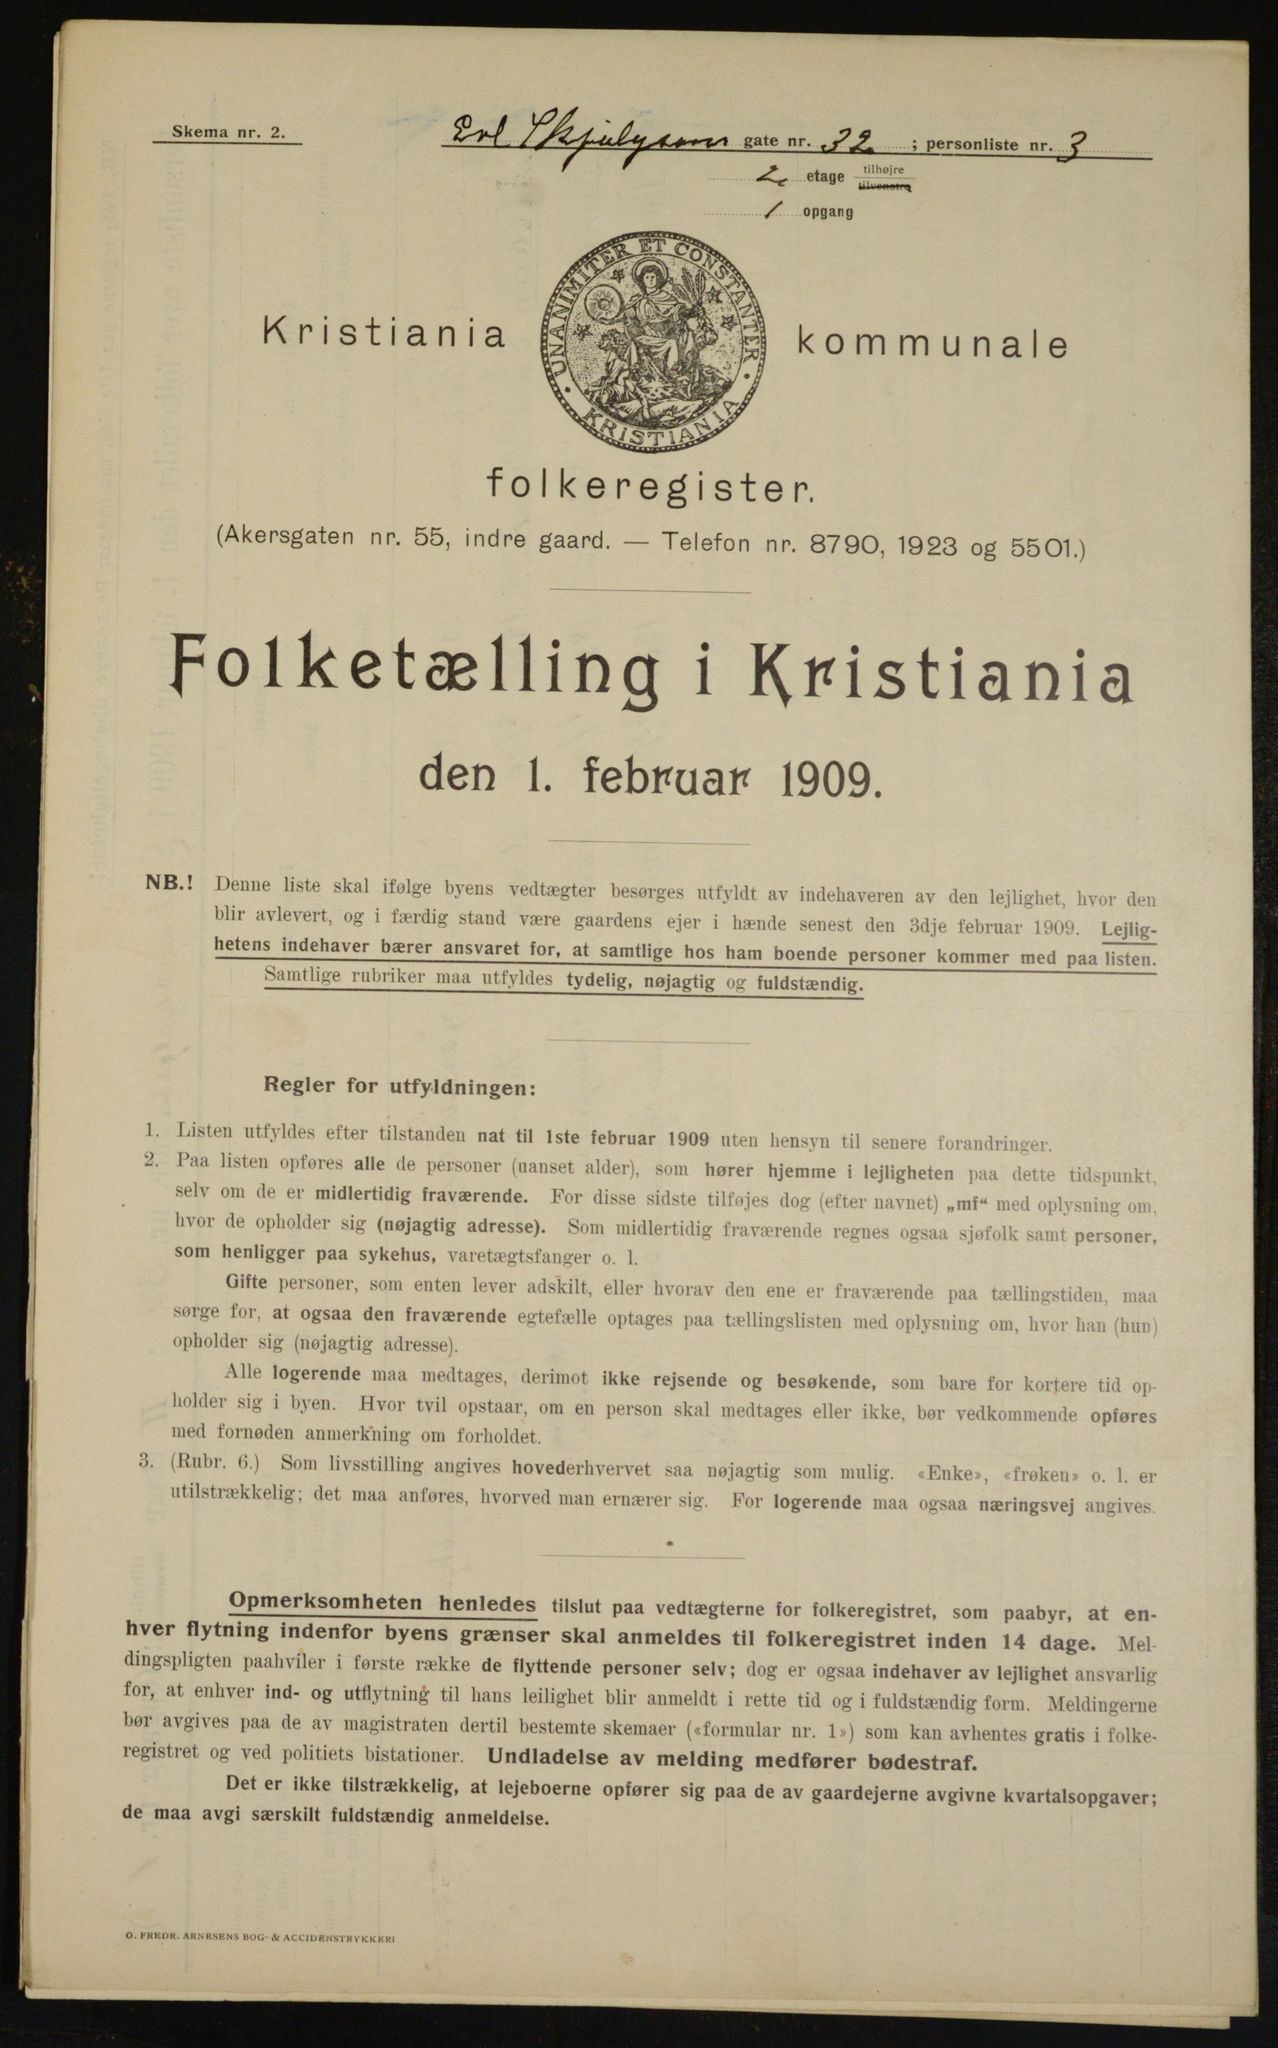 Skema nr. 2.
Erl Skjulgsøns gate nr. 32 ; personliste nr. 3
2 etage tilhøjre
tilvenstre
1 opgang
UNANIMITER ET CONSTANTER
KRISTIANIA
Kristiania kommunale
folkeregister.
(Akersgaten nr. 55, indre gaard. — Telefon nr. 8790, 1923 og 5501.)
Folketælling i Kristiania
den 1. februar 1909.
NB.! Denne liste skal ifølge byens vedtægter besørges utfyldt av indehaveren av den lejlighet, hvor den
blir avlevert, og i færdig stand være gaardens ejer i hænde senest den 3dje februar 1909. Lejlig-
hetens indehaver bærer ansvaret for, at samtlige hos ham boende personer kommer med paa listen.
Samtlige rubriker maa utfyldes tydelig, nøjagtig og fuldstændig.
Regler for utfyldningen:
1. Listen utfyldes efter tilstanden nat til 1ste februar 1909 uten hensyn til senere forandringer.
2. Paa listen opføres alle de personer (uanset alder), som hører hjemme i lejligheten paa dette tidspunkt,
selv om de er midlertidig fraværende. For disse sidste tilføjes dog (efter navnet) „mf“ med oplysning om,
hvor de opholder sig (nøjagtig adresse). Som midlertidig fraværende regnes ogsaa sjøfolk samt personer,
som henligger paa sykehus, varetægtsfanger o. l.
Gifte personer, som enten lever adskilt, eller hvorav den ene er fraværende paa tællingstiden, maa
sørge for, at ogsaa den fraværende egtefælle optages paa tællingslisten med oplysning om, hvor han (hun)
opholder sig (nøjagtig adresse).
Alle logerende maa medtages, derimot ikke rejsende og besøkende, som bare for kortere tid op-
holder sig i byen. Hvor tvil opstaar, om en person skal medtages eller ikke, bør vedkommende opføres
med fornøden anmerkning om forholdet.
3. (Rubr. 6.) Som livsstilling angives hovederhvervet saa nøjagtig som mulig. «Enke», «frøken» o. l. er
utilstrækkelig; det maa anføres, hvorved man ernærer sig. For logerende maa ogsaa næringsvej angives.
Opmerksomheten henledes tilslut paa vedtægterne for folkeregistret, som paabyr, at en-
hver flytning indenfor byens grænser skal anmeldes til folkeregistret inden 14 dage. Mel-
dingspligten paahviler i første række de flyttende personer selv; dog er ogsaa indehaver av lejlighet ansvarlig
for, at enhver ind- og utflytning til hans leilighet blir anmeldt i rette tid og i fuldstændig form. Meldingerne
bør avgives paa de av magistraten dertil bestemte skemaer («formular nr. 1») som kan avhentes gratis i folke-
registret og ved politiets bistationer. Undladelse av melding medfører bødestraf.
Det er ikke tilstrækkelig, at lejeboerne opfører sig paa de av gaardejerne avgivne kvartalsopgaver;
de maa avgi særskilt fuldstændig anmeldelse.
O. FREDR. ARNESENS BOG- & ACCIDENSTRYKKERI